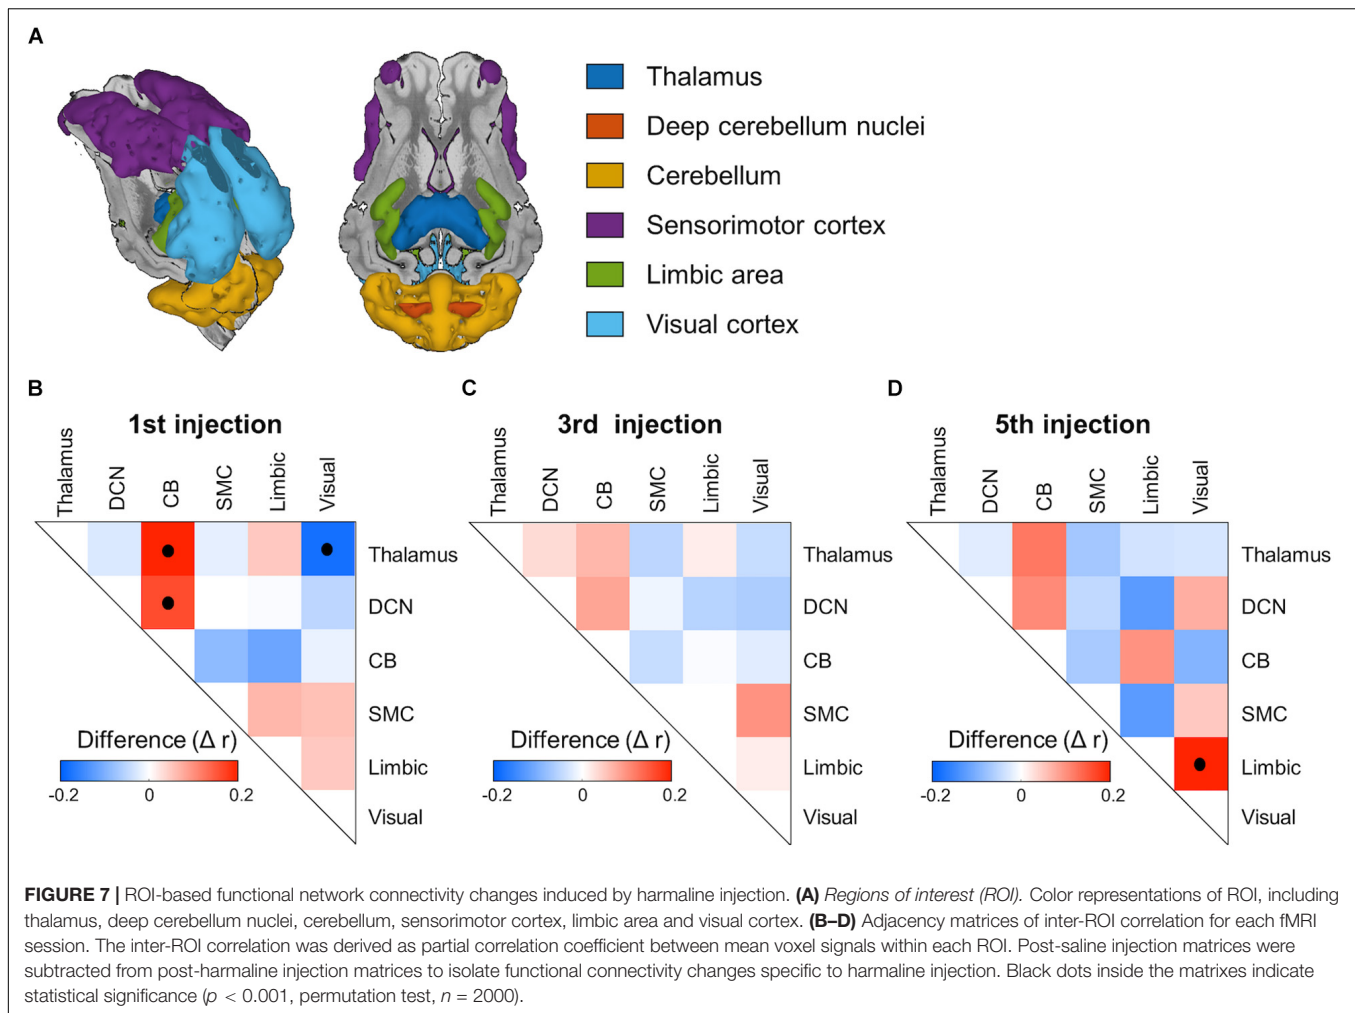 A
Thalamus
Deep cerebellum nuclei
Cerebellum
Sensorimotor cortex
Limbic area
Visual cortex
B
1st injection
Thalamus
DCN
CB
SMC
Limbic
Visual
Thalamus
DCN
CB
SMC
Limbic
Visual
Difference (Δ r)
-0.2 0 0.2
C
3rd injection
Thalamus
DCN
CB
SMC
Limbic
Visual
Thalamus
DCN
CB
SMC
Limbic
Visual
Difference (Δ r)
-0.2 0 0.2
D
5th injection
Thalamus
DCN
CB
SMC
Limbic
Visual
Thalamus
DCN
CB
SMC
Limbic
Visual
Difference (Δ r)
-0.2 0 0.2
FIGURE 7 | ROI-based functional network connectivity changes induced by harmaline injection. (A) Regions of interest (ROI). Color representations of ROI, including
thalamus, deep cerebellum nuclei, cerebellum, sensorimotor cortex, limbic area and visual cortex. (B–D) Adjacency matrices of inter-ROI correlation for each fMRI
session. The inter-ROI correlation was derived as partial correlation coefficient between mean voxel signals within each ROI. Post-saline injection matrices were
subtracted from post-harmaline injection matrices to isolate functional connectivity changes specific to harmaline injection. Black dots inside the matrixes indicate
statistical significance (p < 0.001, permutation test, n = 2000).